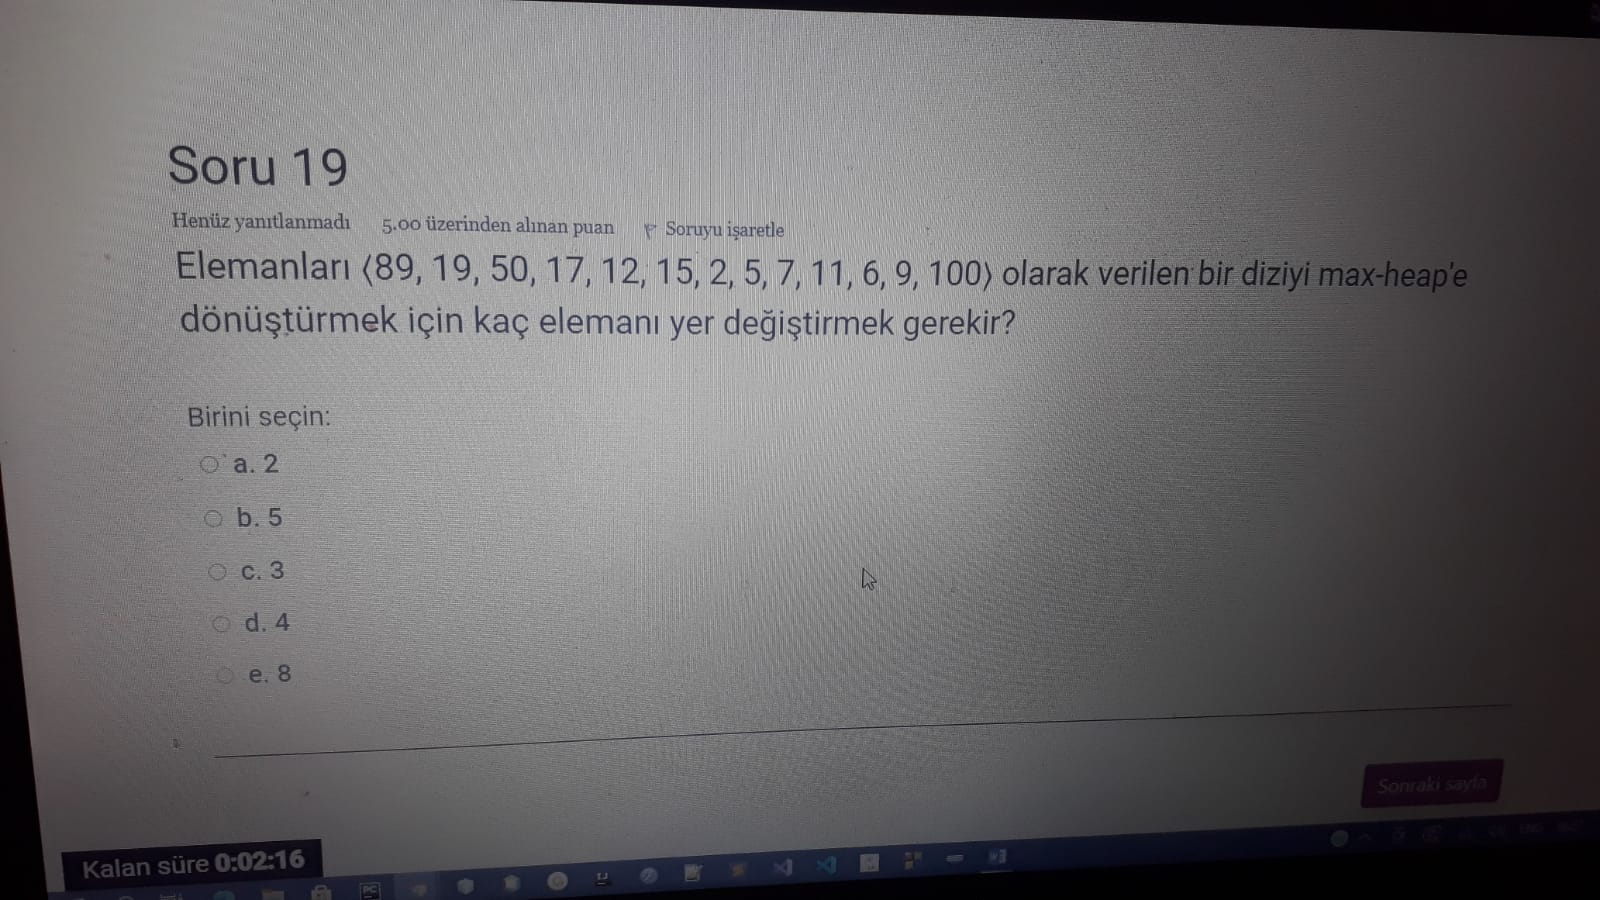 Soru 19
Henüz yanıtlanmadı 5.00 üzerinden alınan puan Soruyu işaretle
Elemanları ⟨89, 19, 50, 17, 12, 15, 2, 5, 7, 11, 6, 9, 100⟩ olarak verilen bir diziyi max-heap'e
dönüştürmek için kaç elemanı yer değiştirmek gerekir?
Birini seçin:
a. 2
b. 5
c. 3
d. 4
e. 8
Sonraki sayfa
Kalan süre 0:02:16
PC